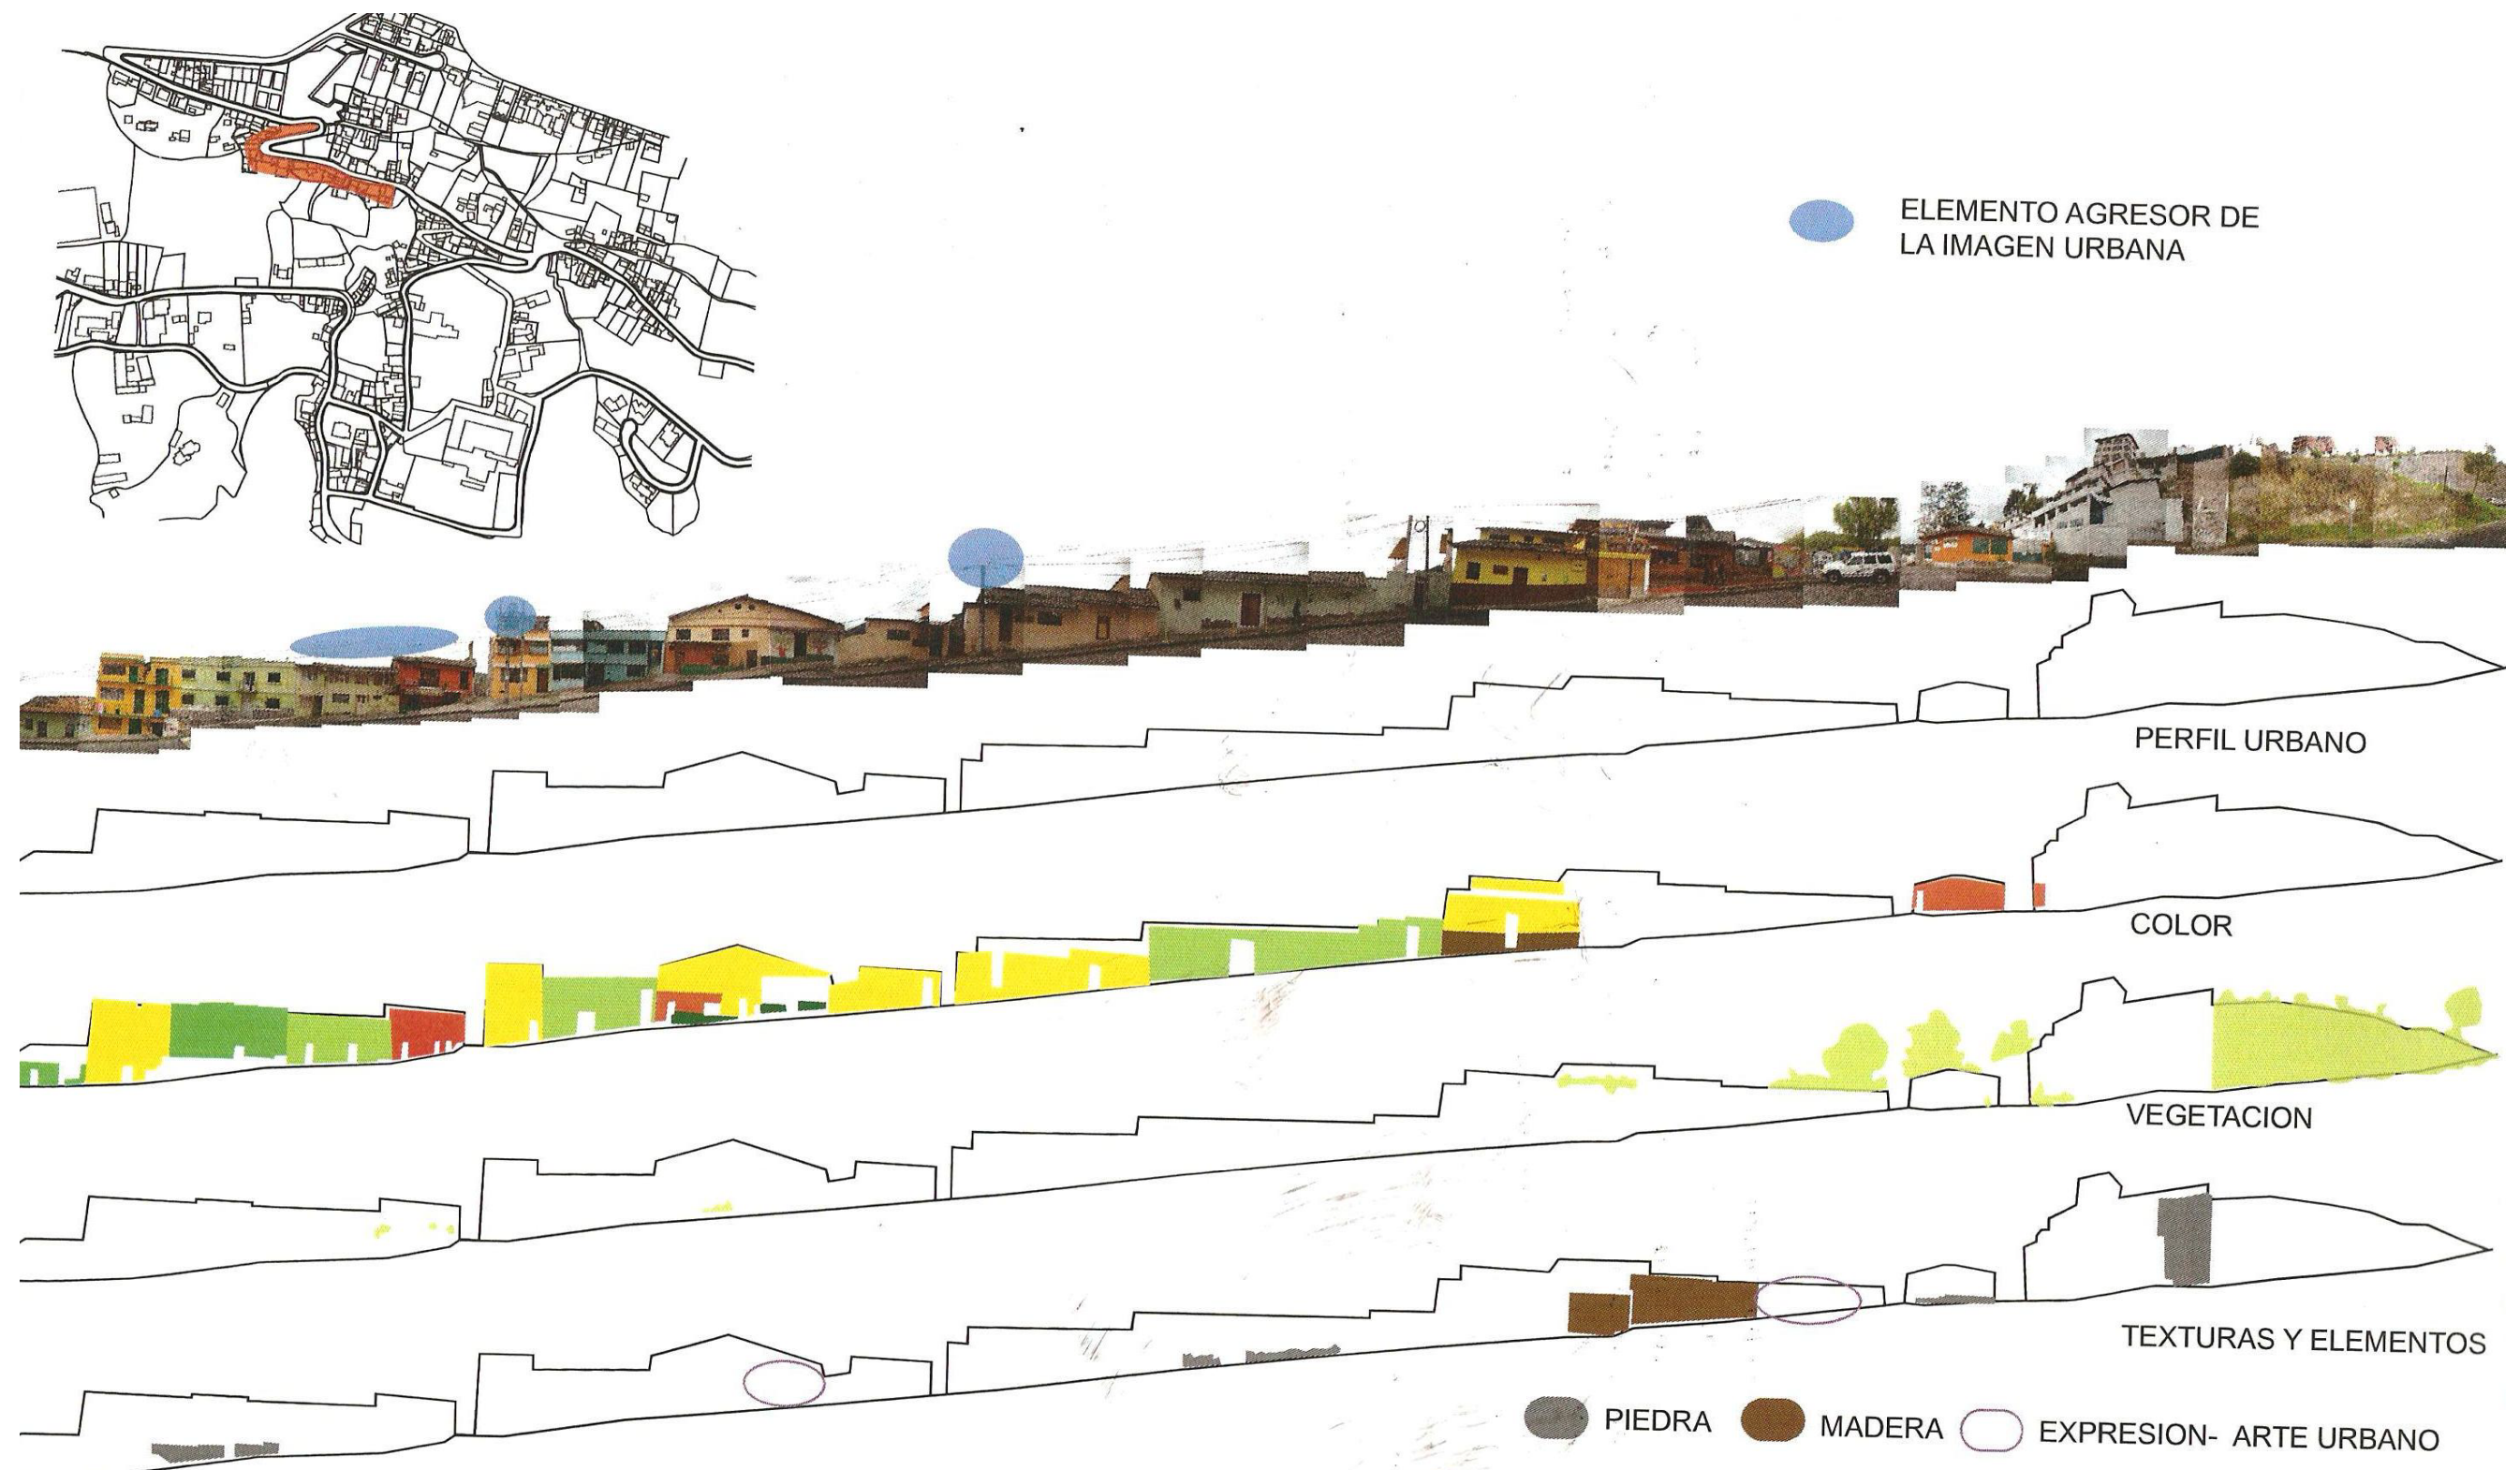 ELEMENTO AGRESOR DE
LA IMAGEN URBANA
PERFIL URBANO
COLOR
VEGETACION
TEXTURAS Y ELEMENTOS
PIEDRA
MADERA
EXPRESION- ARTE URBANO